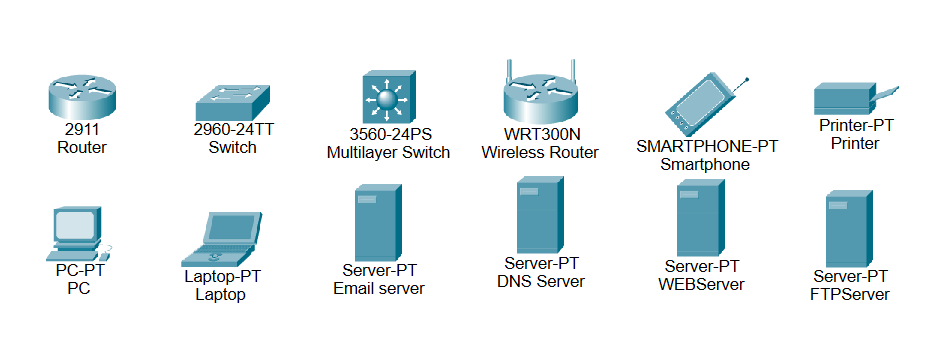 2911
Router
2960-24TT
Switch
3560-24PS
Multilayer Switch
WRT300N
Wireless Router
SMARTPHONE-PT
Smartphone
Printer-PT
Printer
PC-PT
PC
Laptop-PT
Laptop
Server-PT
Email server
Server-PT
DNS Server
Server-PT
WEBServer
Server-PT
FTPServer